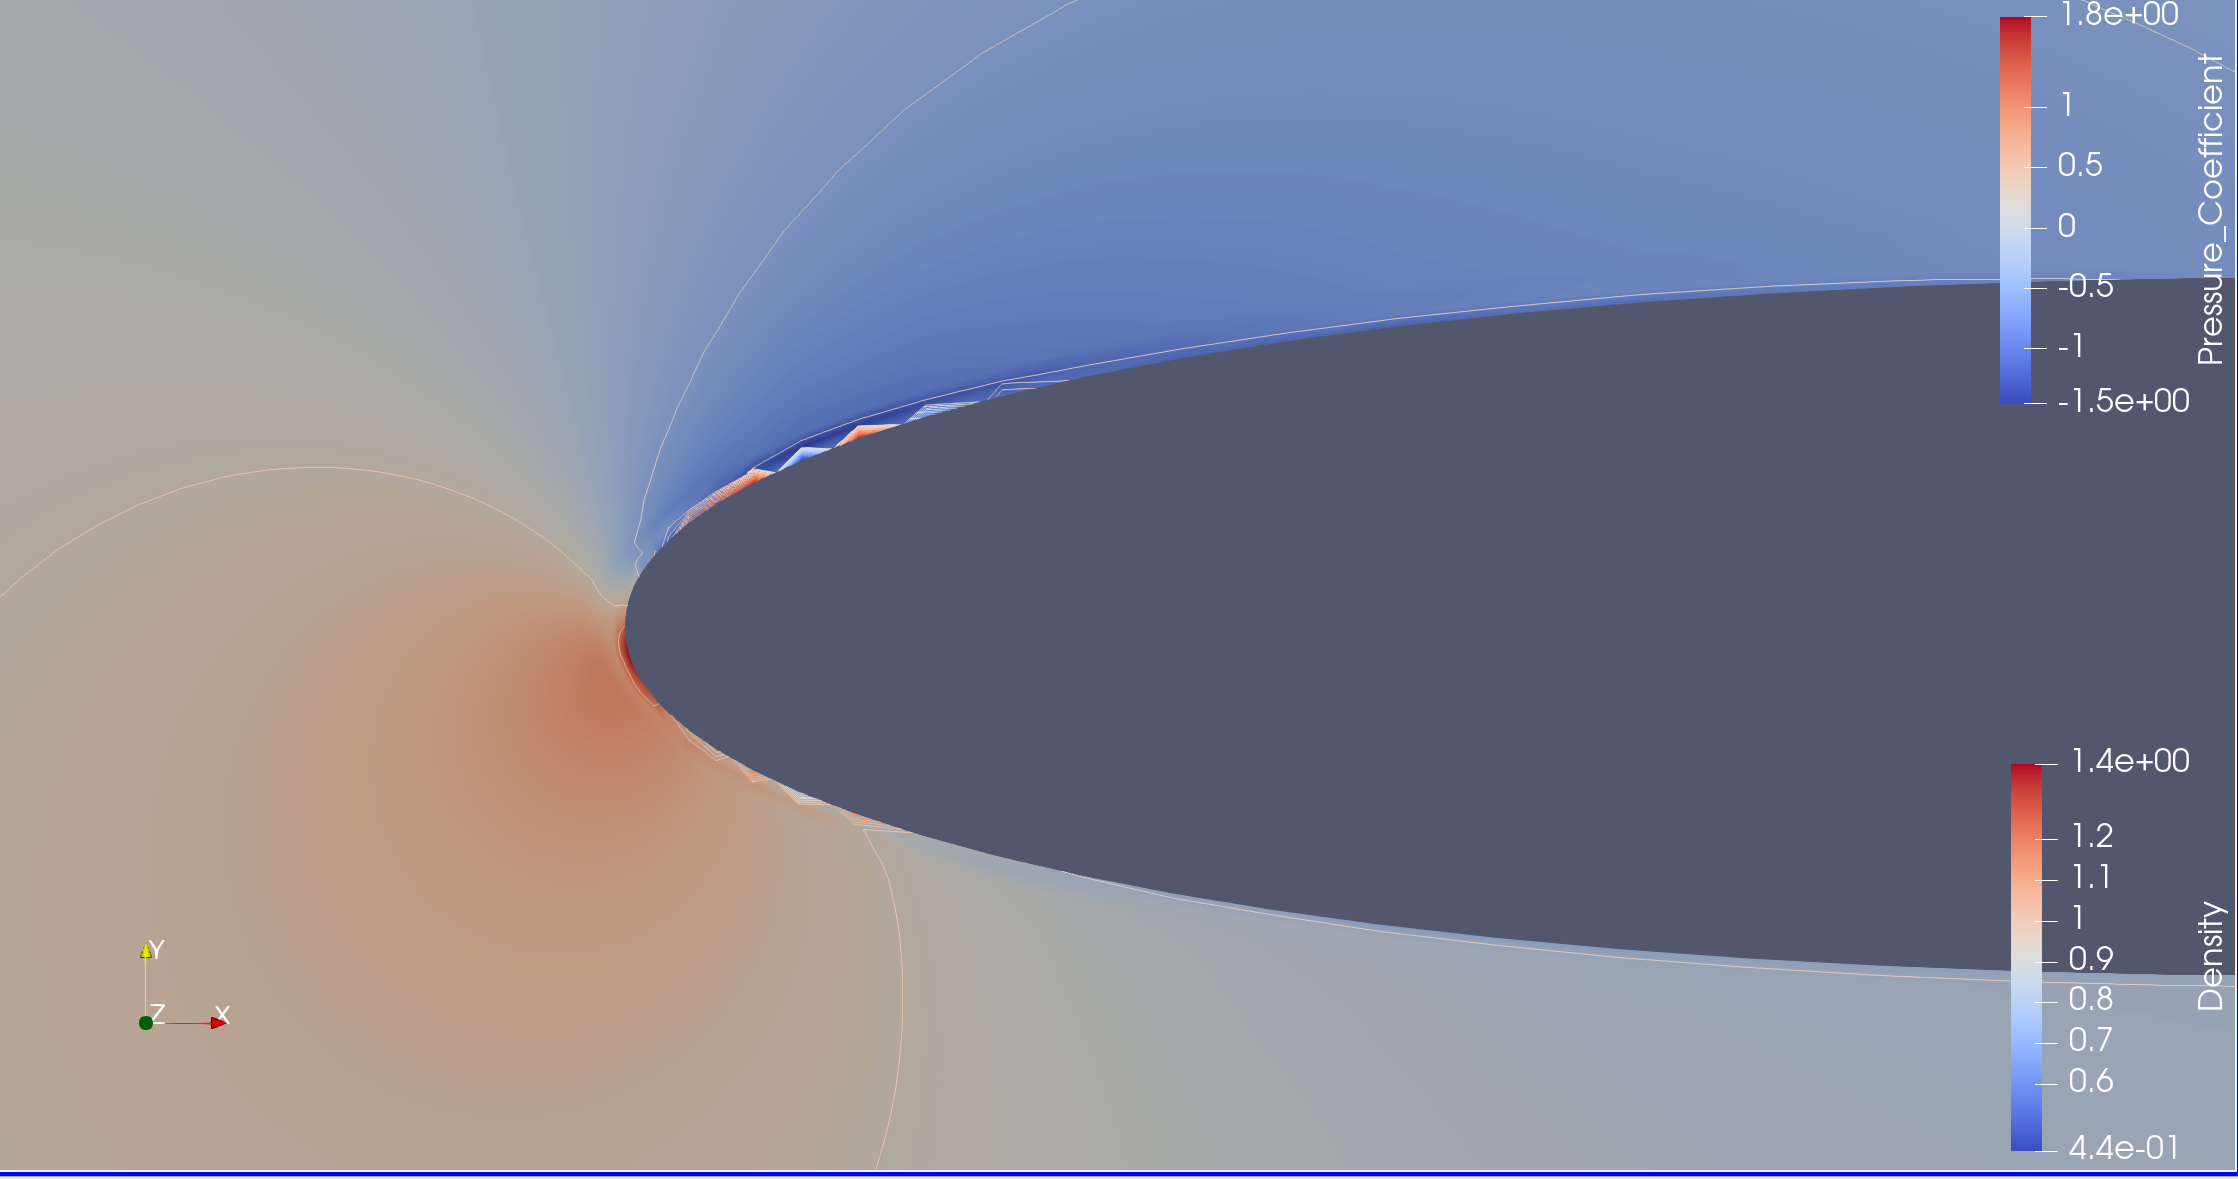 1.8e+00
1
0.5
0
-0.5
-1
-1.5e+00
Pressure_Coefficient
1.4e+00
1.2
1.1
1
0.9
0.8
0.7
0.6
4.4e-01
Density
Y
Z
X